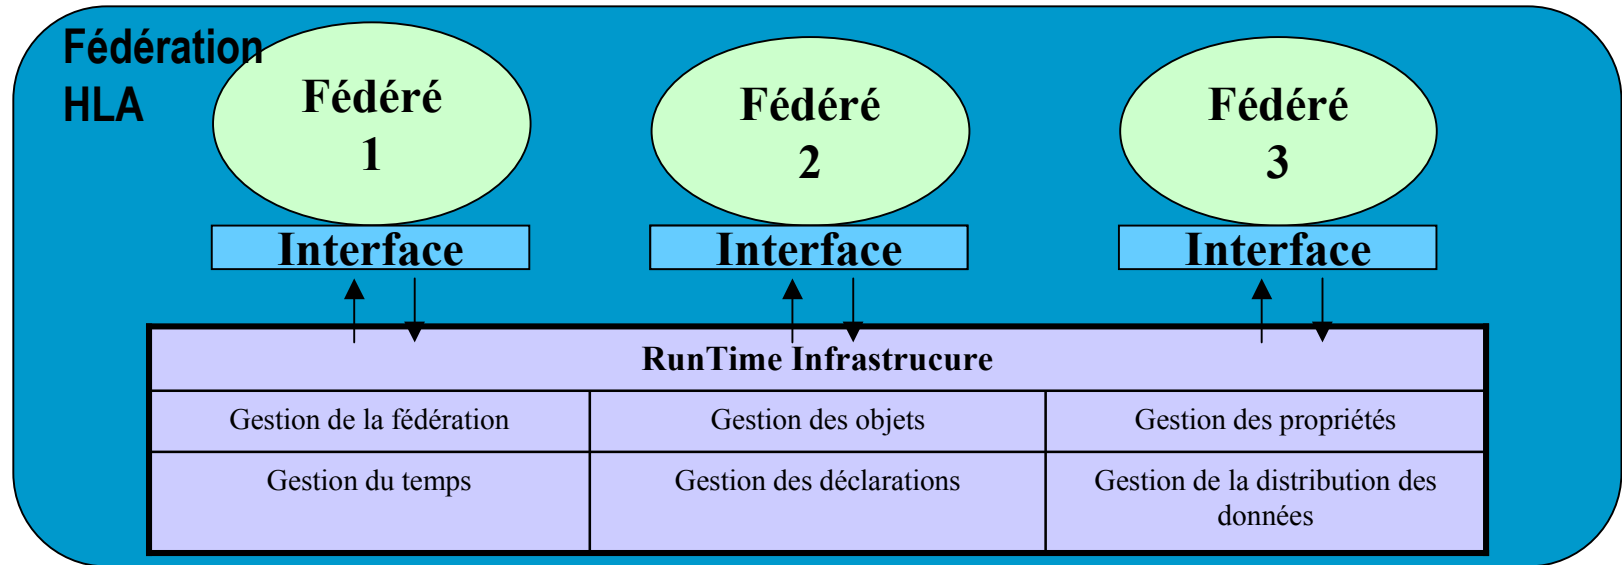 Fédération
HLA
Fédéré
1
Fédéré
2
Fédéré
3
Interface
Interface
Interface
RunTime Infrastrucure
Gestion de la fédération
Gestion des objets
Gestion des propriétés
Gestion du temps
Gestion des déclarations
Gestion de la distribution des
données